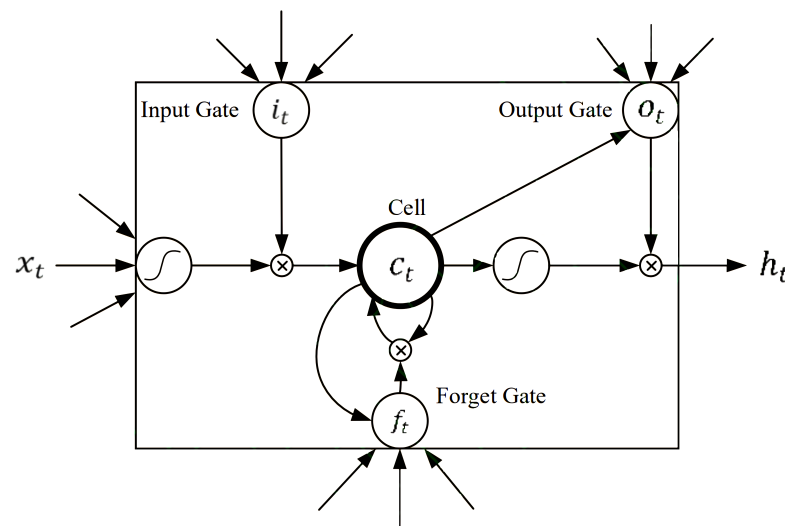 Input Gate
i_t
Output Gate
o_t
Cell
x_t
×
c_t
×
h_t
×
Forget Gate
f_t